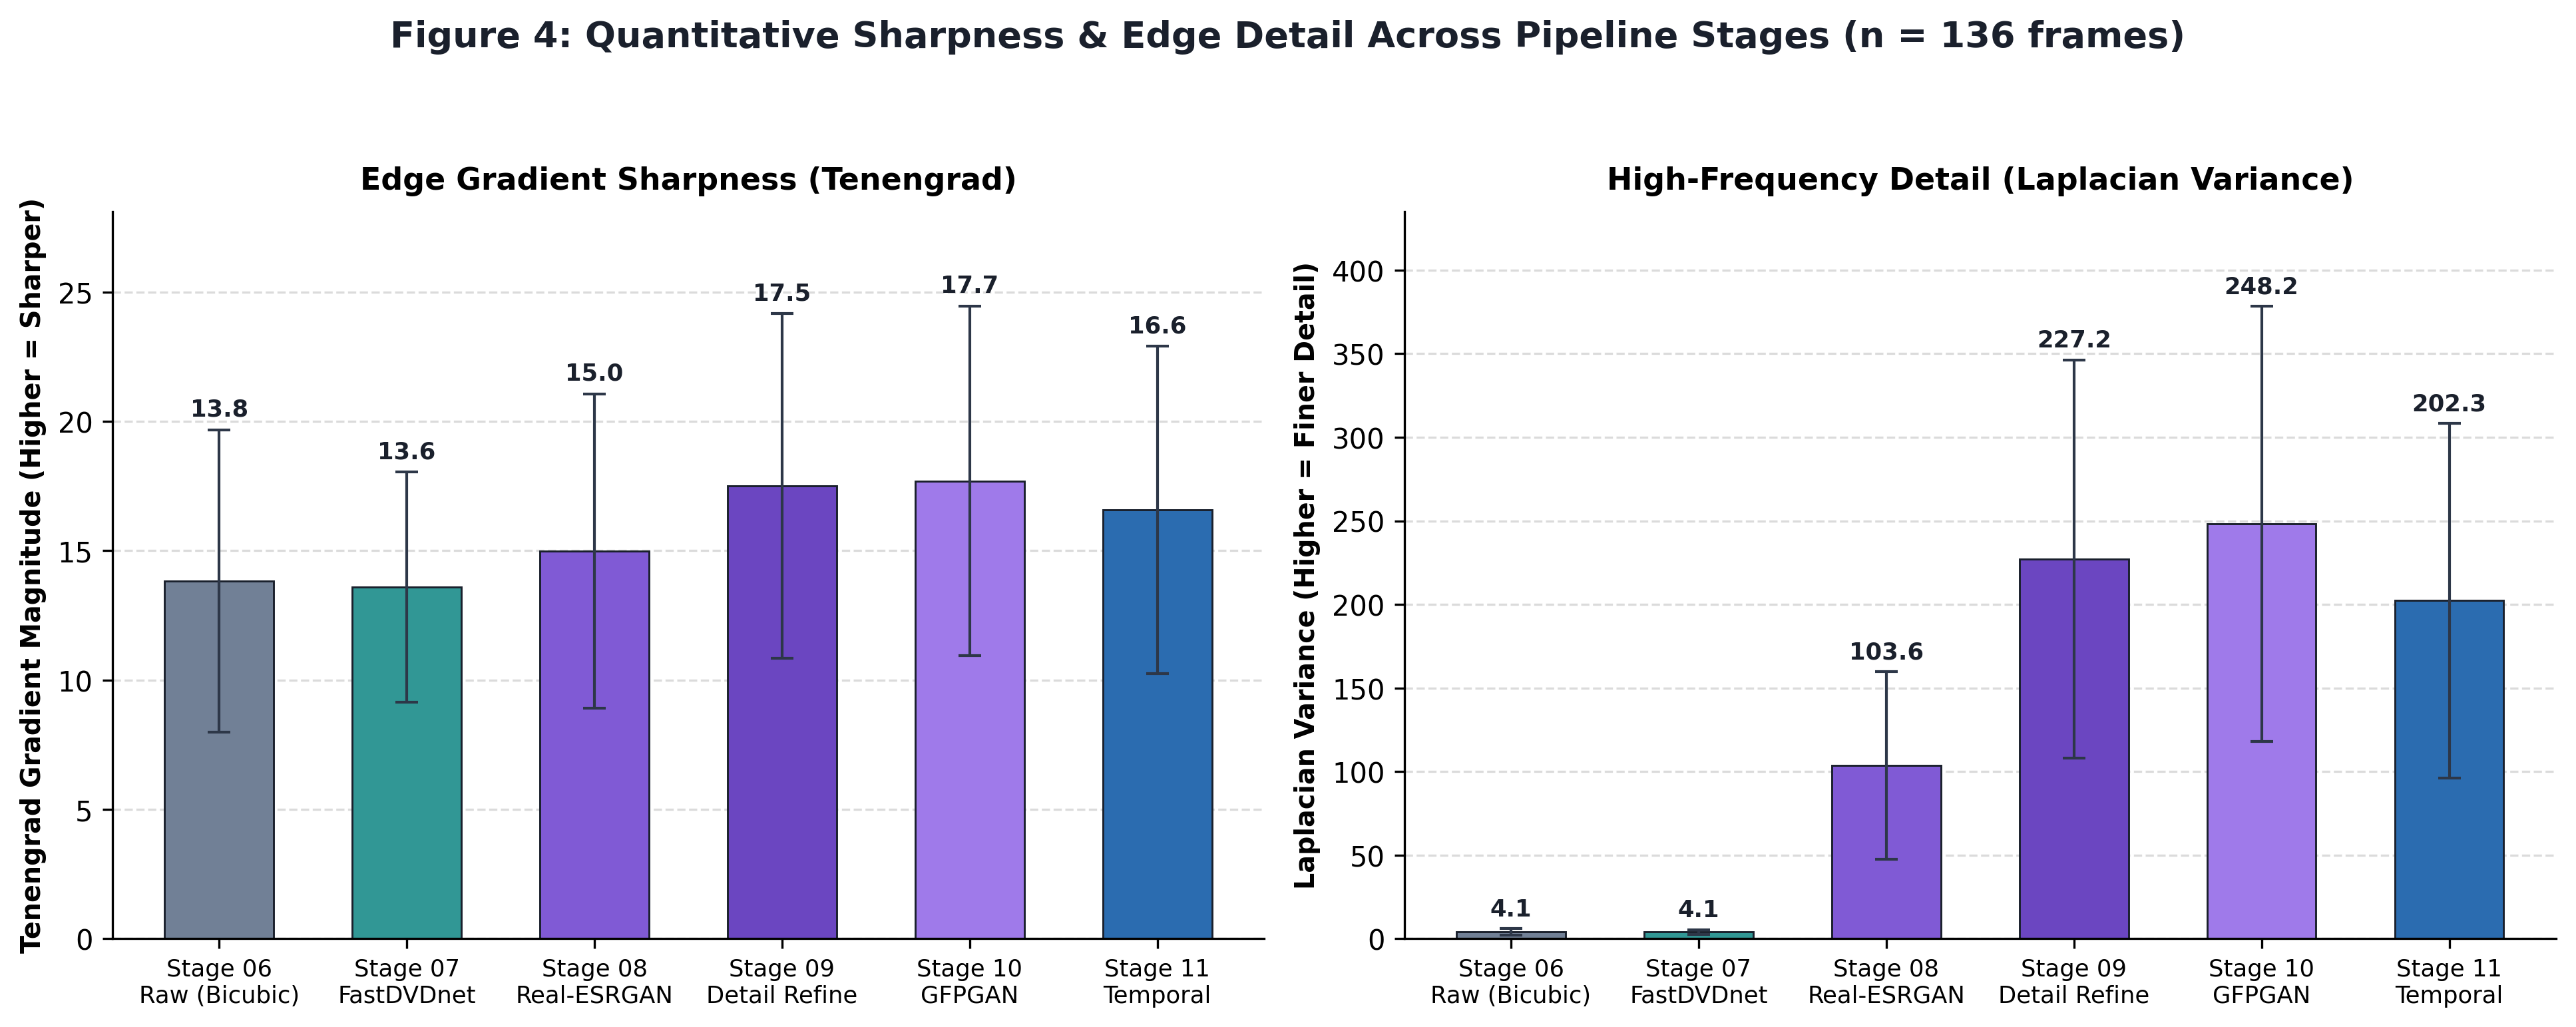 Figure 4: Quantitative Sharpness & Edge Detail Across Pipeline Stages (n = 136 frames)
Edge Gradient Sharpness (Tenengrad)
Tenengrad Gradient Magnitude (Higher = Sharper)
25
20
15
10
5
0
13.8
13.6
15.0
17.5
17.7
16.6
Stage 06
Raw (Bicubic)
Stage 07
FastDVDnet
Stage 08
Real-ESRGAN
Stage 09
Detail Refine
Stage 10
GFPGAN
Stage 11
Temporal
High-Frequency Detail (Laplacian Variance)
Laplacian Variance (Higher = Finer Detail)
400
350
300
250
200
150
100
50
0
4.1
4.1
103.6
227.2
248.2
202.3
Stage 06
Raw (Bicubic)
Stage 07
FastDVDnet
Stage 08
Real-ESRGAN
Stage 09
Detail Refine
Stage 10
GFPGAN
Stage 11
Temporal